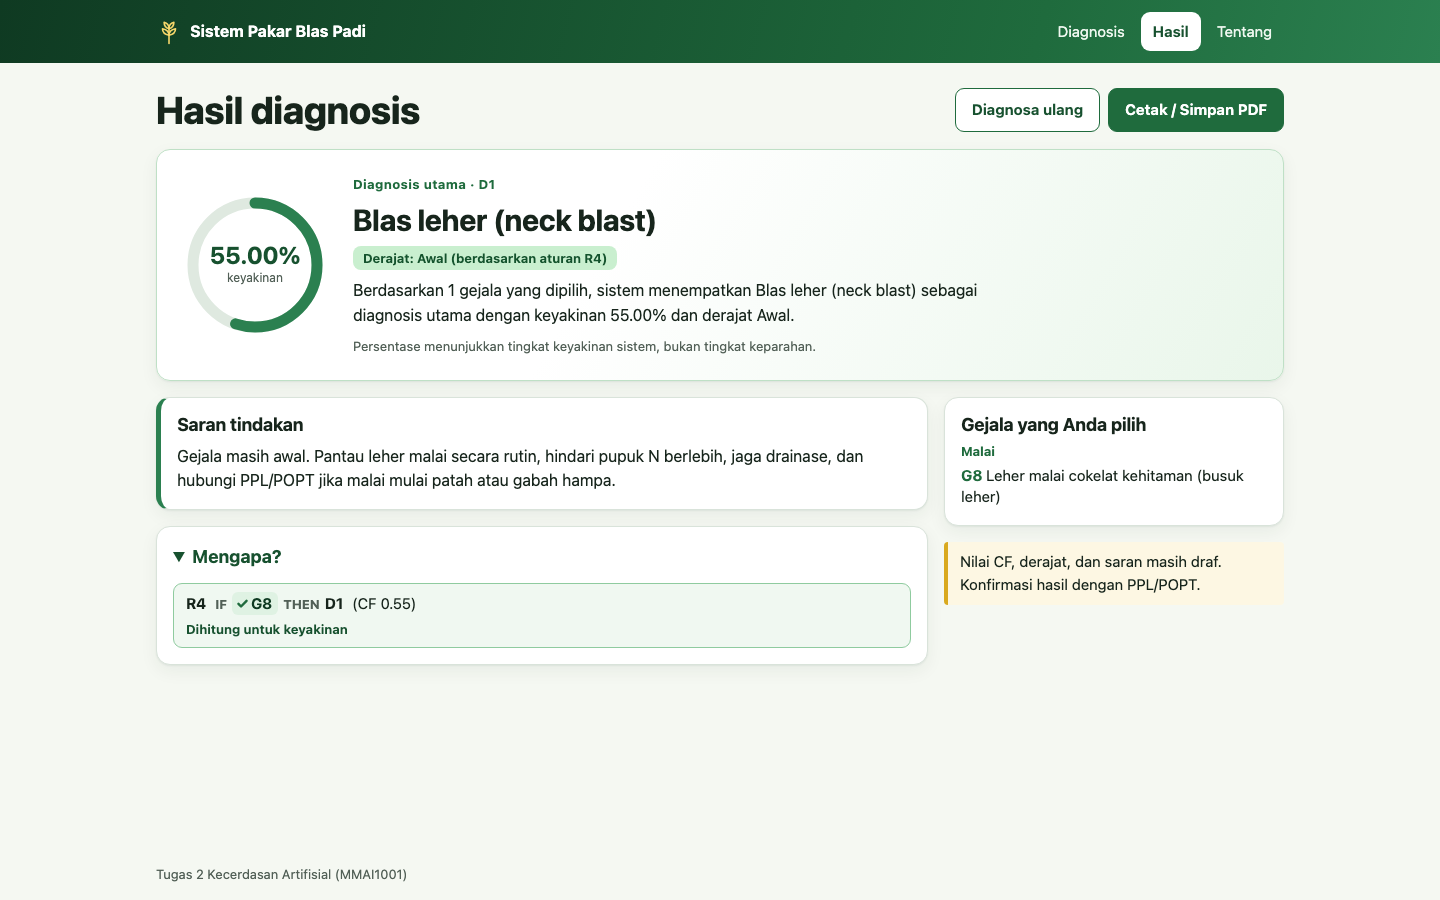 Sistem Pakar Blas Padi
Diagnosis
Hasil
Tentang
Hasil diagnosis
Diagnosa ulang
Cetak / Simpan PDF
55.00%
keyakinan
Diagnosis utama · D1
Blas leher (neck blast)
Derajat: Awal (berdasarkan aturan R4)
Berdasarkan 1 gejala yang dipilih, sistem menempatkan Blas leher (neck blast) sebagai
diagnosis utama dengan keyakinan 55.00% dan derajat Awal.
Persentase menunjukkan tingkat keyakinan sistem, bukan tingkat keparahan.
Saran tindakan
Gejala masih awal. Pantau leher malai secara rutin, hindari pupuk N berlebih, jaga drainase, dan
hubungi PPL/POPT jika malai mulai patah atau gabah hampa.
Mengapa?
R4 IF ✓ G8 THEN D1 (CF 0.55)
Dihitung untuk keyakinan
Gejala yang Anda pilih
Malai
G8 Leher malai cokelat kehitaman (busuk
leher)
Nilai CF, derajat, dan saran masih draf.
Konfirmasi hasil dengan PPL/POPT.
Tugas 2 Kecerdasan Artifisial (MMAI1001)